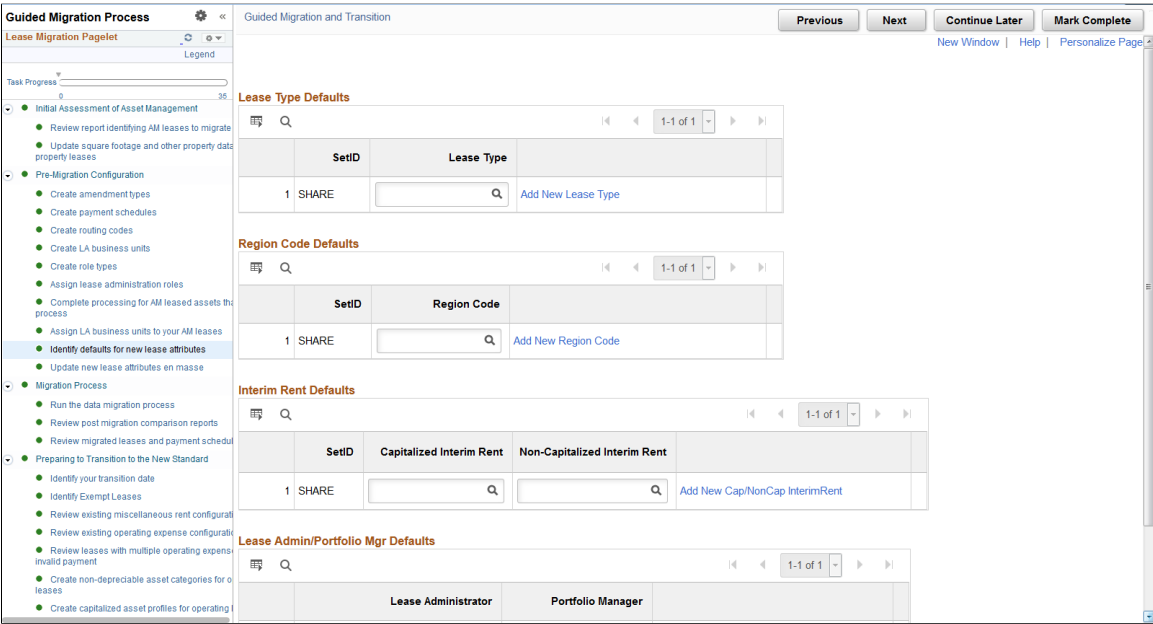 Guided Migration Process
«
Lease Migration Pagelet
Legend
Task Progress
0 35
Initial Assessment of Asset Management
Review report identifying AM leases to migrate
Update square footage and other property data
property leases
Pre-Migration Configuration
Create amendment types
Create payment schedules
Create routing codes
Create LA business units
Create role types
Assign lease administration roles
Complete processing for AM leased assets tha
process
Assign LA business units to your AM leases
Identify defaults for new lease attributes
Update new lease attributes en masse
Migration Process
Run the data migration process
Review post migration comparison reports
Review migrated leases and payment schedul
Preparing to Transition to the New Standard
Identify your transition date
Identify Exempt Leases
Review existing miscellaneous rent configurati
Review existing operating expense configuratio
Review leases with multiple operating expense
invalid payment
Create non-depreciable asset categories for o
leases
Create capitalized asset profiles for operating l
Guided Migration and Transition
Previous Next Continue Later Mark Complete
New Window | Help | Personalize Page
Lease Type Defaults
1-1 of 1
SetID Lease Type
1 SHARE Add New Lease Type
Region Code Defaults
1-1 of 1
SetID Region Code
1 SHARE Add New Region Code
Interim Rent Defaults
1-1 of 1
SetID Capitalized Interim Rent Non-Capitalized Interim Rent
1 SHARE Add New Cap/NonCap InterimRent
Lease Admin/Portfolio Mgr Defaults
1-1 of 1
Lease Administrator Portfolio Manager